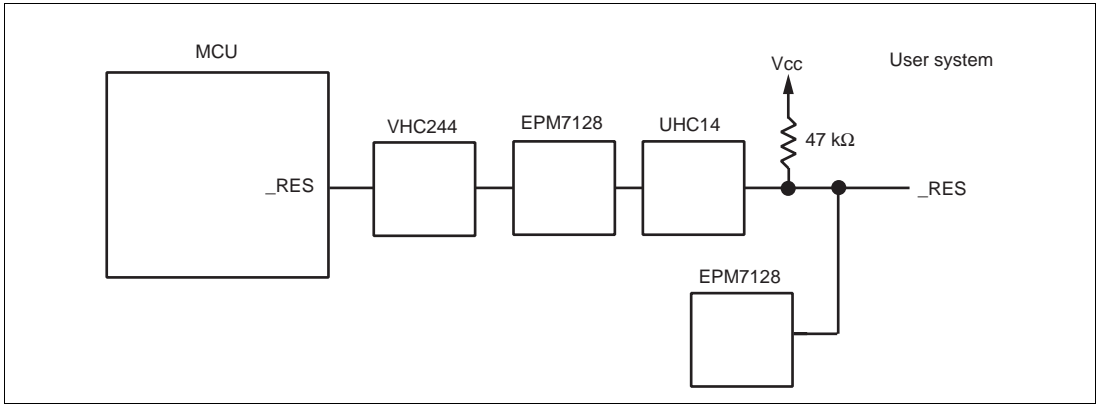 MCU
Vcc
User system
VHC244
EPM7128
UHC14
47 kΩ
_RES
_RES
EPM7128